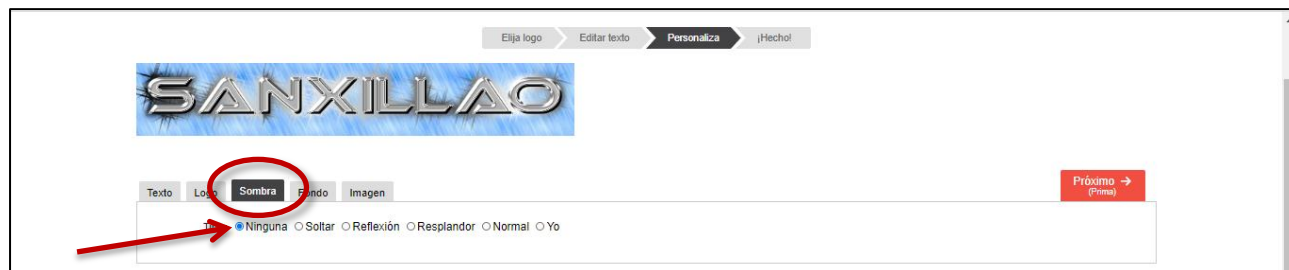 Elija logo Editar texto Personaliza ¡Hecho!
SANXILLAO
Texto Logo Sombra Fondo Imagen
Próximo →
(Prima)
Ninguna Soltar Reflexión Resplandor Normal Yo